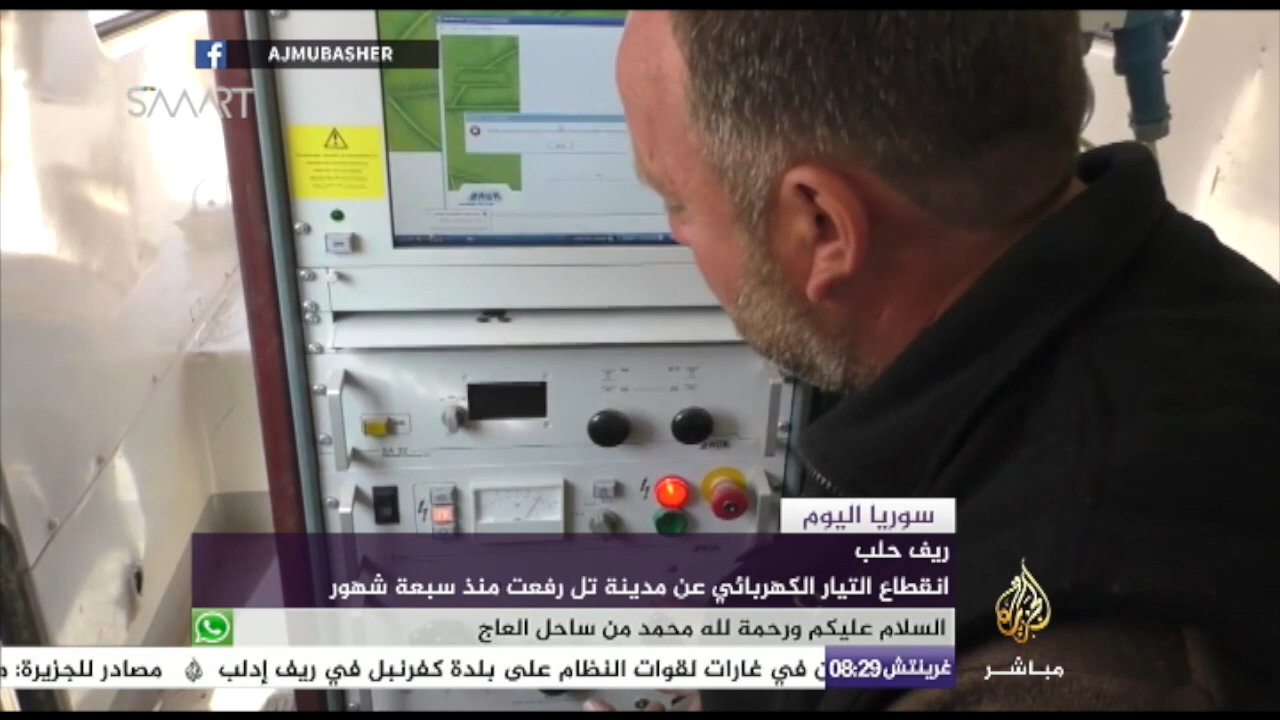 AJMUBASHER
SMART
BAUR
BAUR
سوريا اليوم
ريف حلب
انقطاع التيار الكهربائي عن مدينة تل رفعت منذ سبعة شهور
السلام عليكم ورحمة لله محمد من ساحل العاج
غرينتش 08:29
في غارات لقوات النظام على بلدة كفرنبل في ريف إدلب
مصادر للجزيرة:
الجزيرة
مباشر